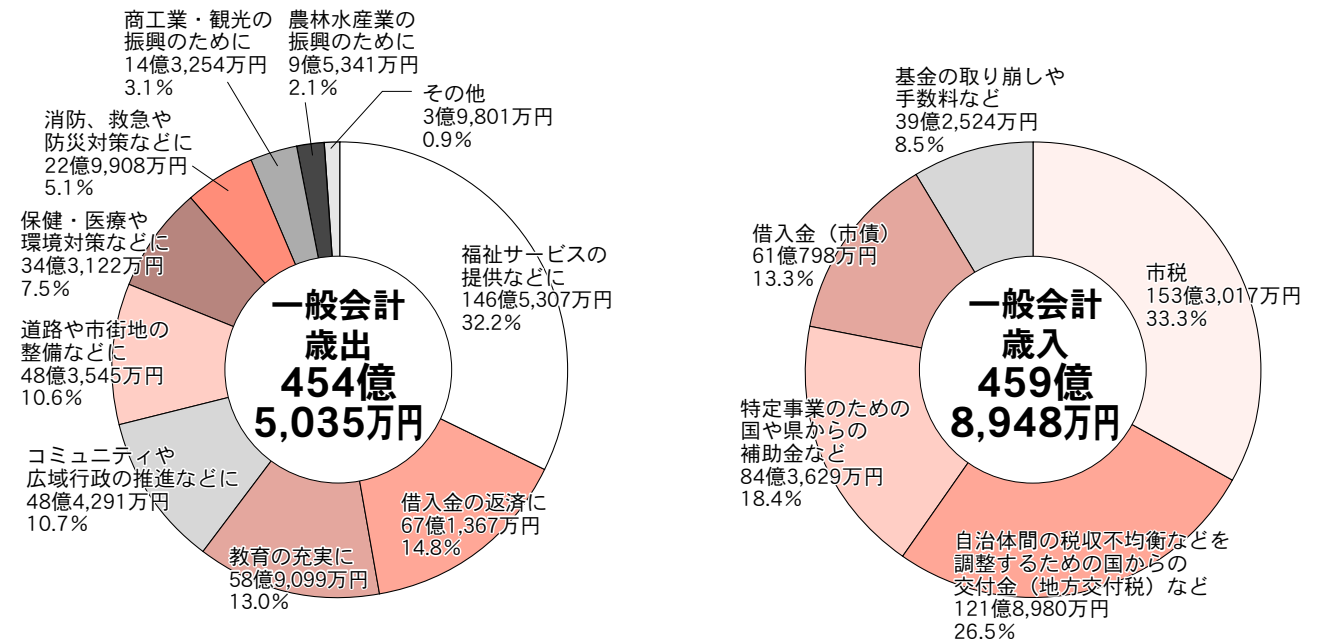 商工業・観光の
振興のために
14億3,254万円
3.1%
農林水産業の
振興のために
9億5,341万円
2.1%
その他
3億9,801万円
0.9%
消防、救急や
防災対策などに
22億9,908万円
5.1%
保健・医療や
環境対策などに
34億3,122万円
7.5%
道路や市街地の
整備などに
48億3,545万円
10.6%
コミュニティや
広域行政の推進などに
48億4,291万円
10.7%
教育の充実に
58億9,099万円
13.0%
借入金の返済に
67億1,367万円
14.8%
福祉サービスの
提供などに
146億5,307万円
32.2%
一般会計
歳出
454億
5,035万円
基金の取り崩しや
手数料など
39億2,524万円
8.5%
借入金（市債）
61億798万円
13.3%
特定事業のための
国や県からの
補助金など
84億3,629万円
18.4%
自治体間の税収不均衡などを
調整するための国からの
交付金（地方交付税）など
121億8,980万円
26.5%
市税
153億3,017万円
33.3%
一般会計
歳入
459億
8,948万円